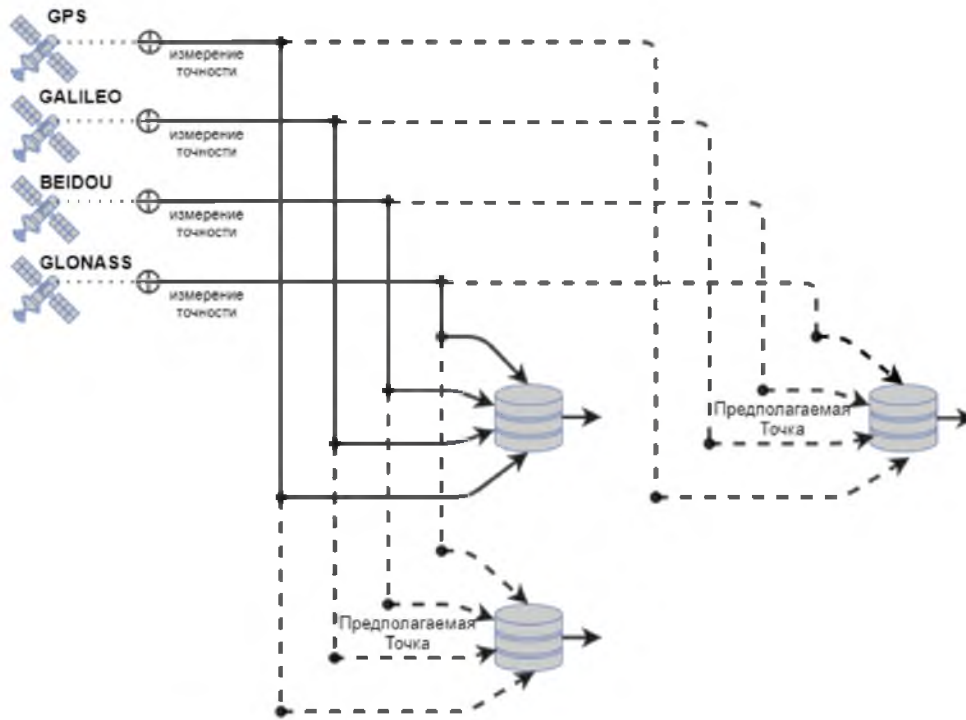 GPS
измерение
точности
GALILEO
измерение
точности
BEIDOU
измерение
точности
GLONASS
измерение
точности
Предполагаемая
Точка
Предполагаемая
Точка